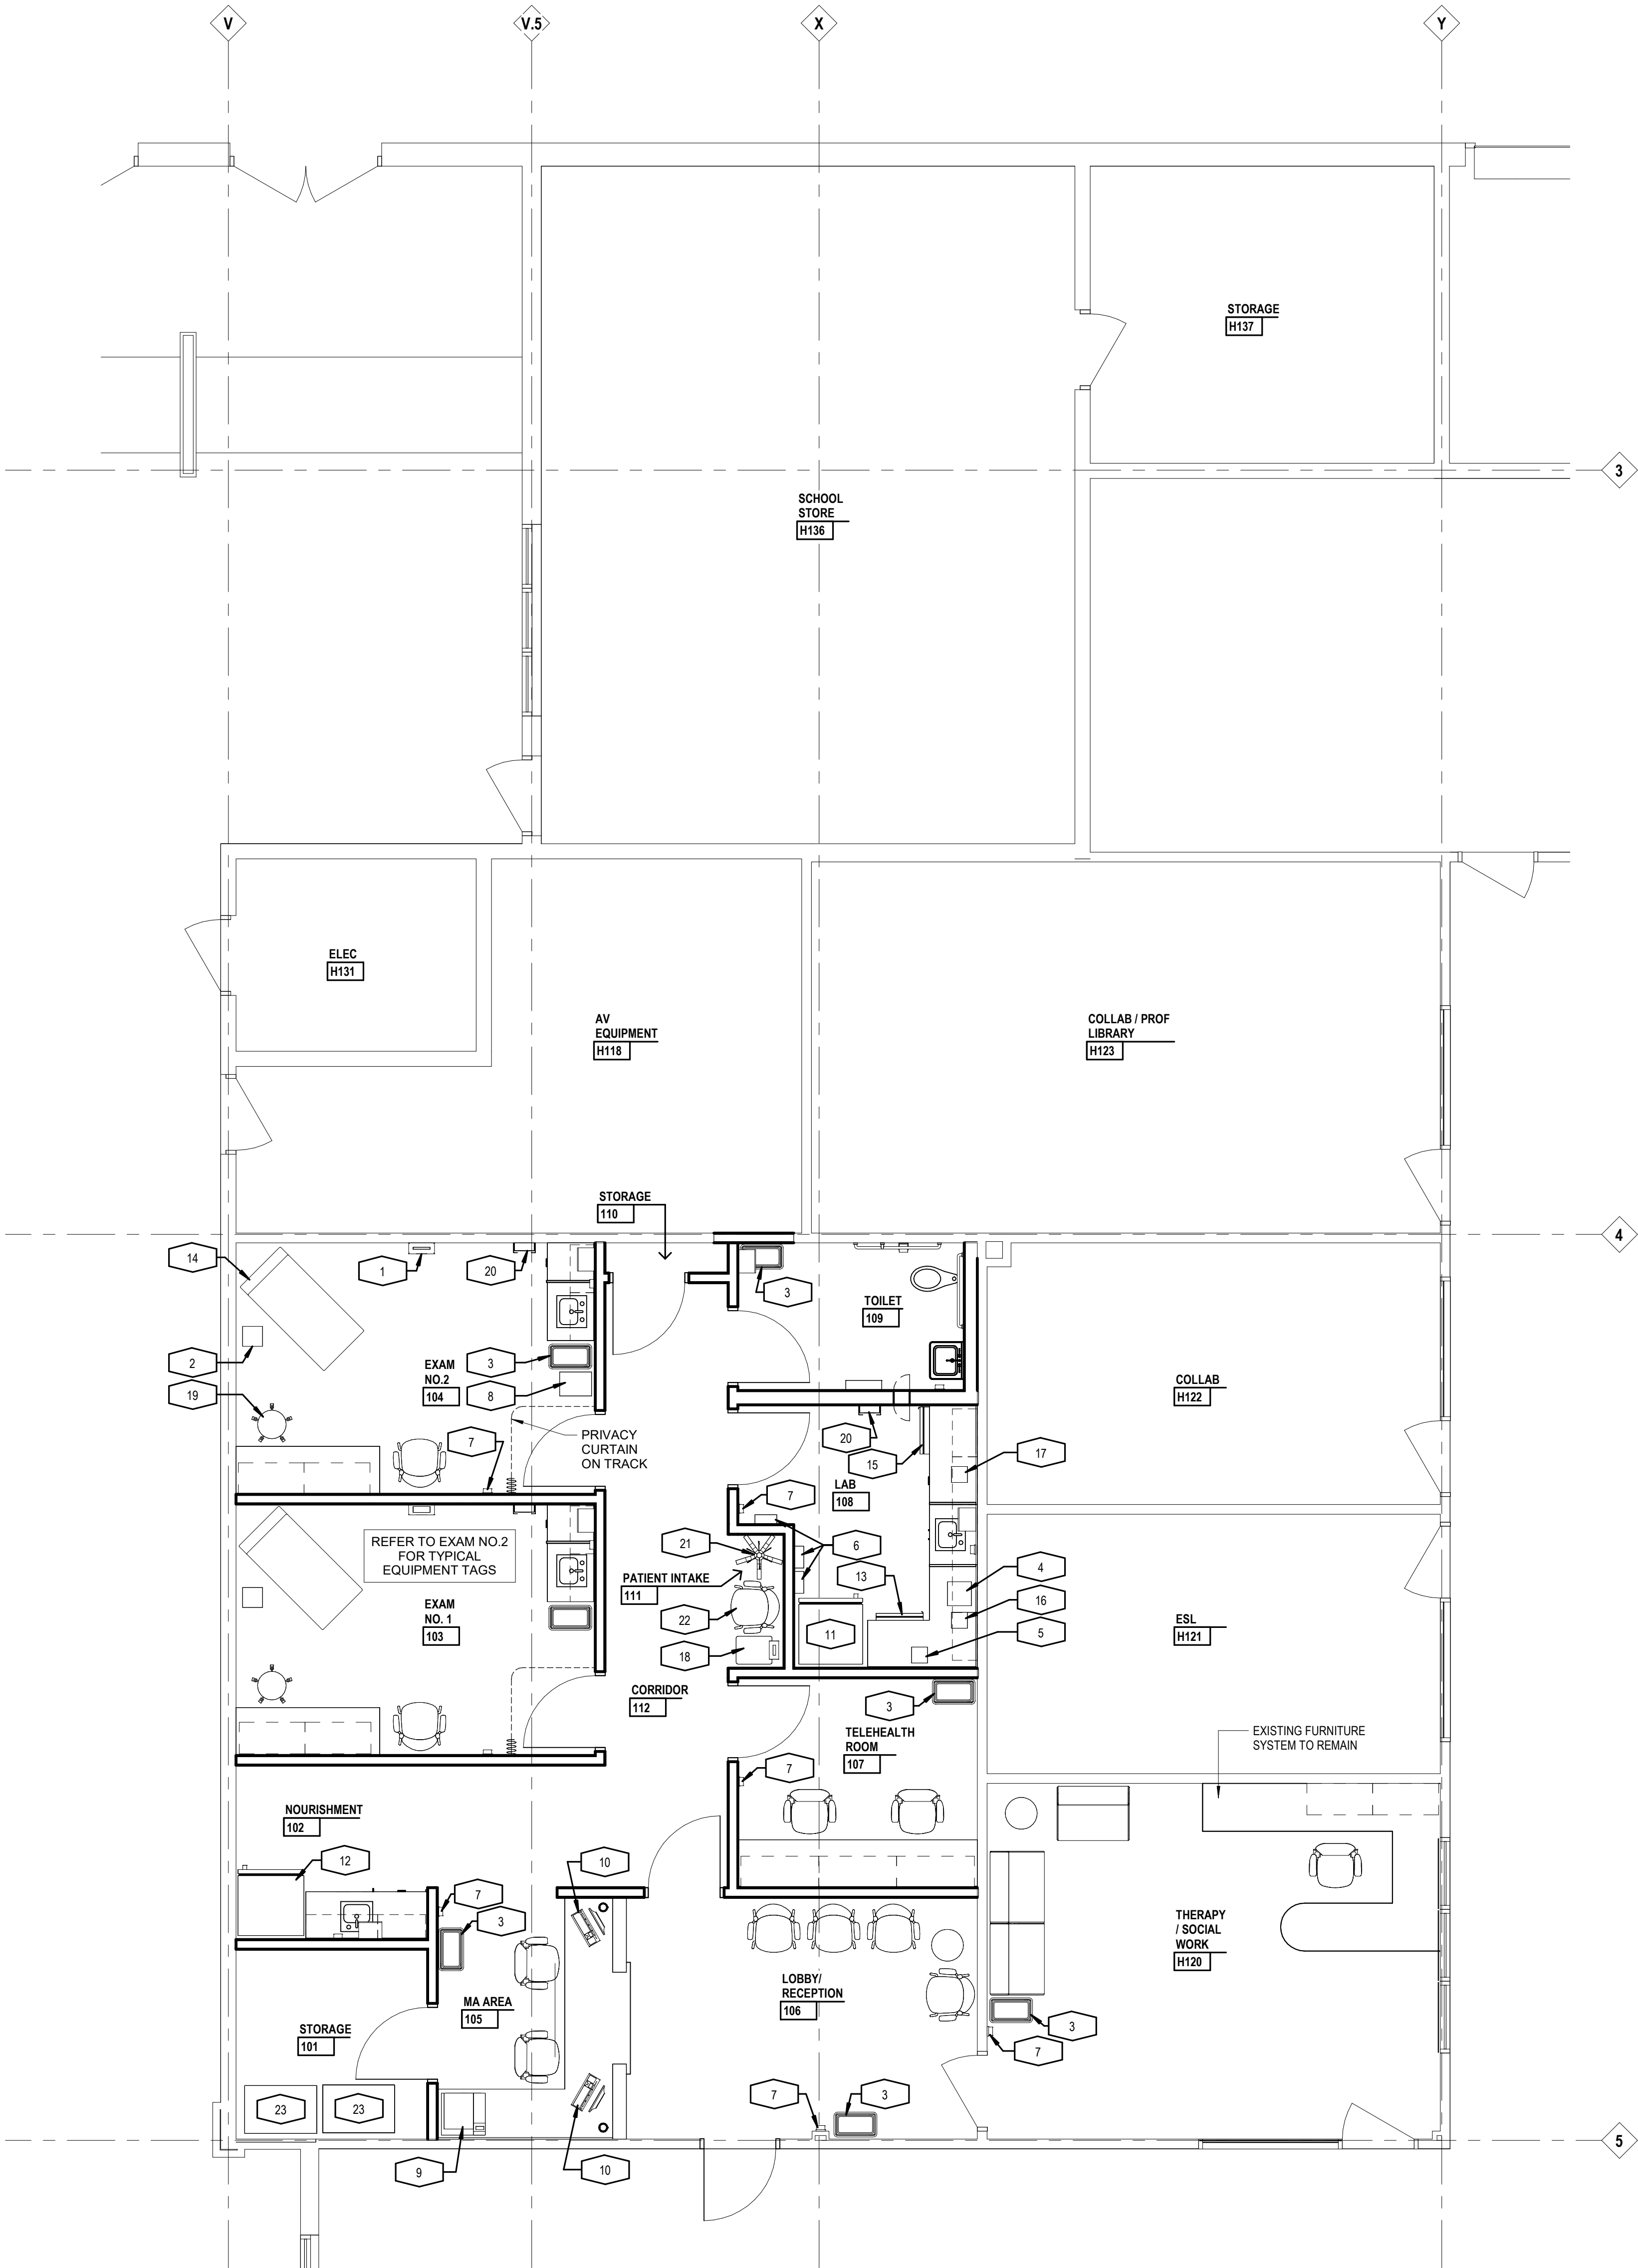 V
V.5
X
Y
STORAGE
H137
3
SCHOOL
STORE
H136
ELEC
H131
AV
EQUIPMENT
H118
COLLAB / PROF
LIBRARY
H123
STORAGE
110
4
14
1
20
3
2
EXAM
NO.2
104
3
8
19
7
PRIVACY
CURTAIN
ON TRACK
TOILET
109
COLLAB
H122
20
15
17
LAB
108
7
REFER TO EXAM NO.2
FOR TYPICAL
EQUIPMENT TAGS
21
6
PATIENT INTAKE
111
13
4
16
22
11
5
18
EXAM
NO. 1
103
ESL
H121
CORRIDOR
112
3
TELEHEALTH
ROOM
107
7
EXISTING FURNITURE
SYSTEM TO REMAIN
NOURISHMENT
102
12
10
7
3
THERAPY
/ SOCIAL
WORK
H120
LOBBY/
RECEPTION
106
MA AREA
105
STORAGE
101
3
7
23
23
7
3
5
9
10